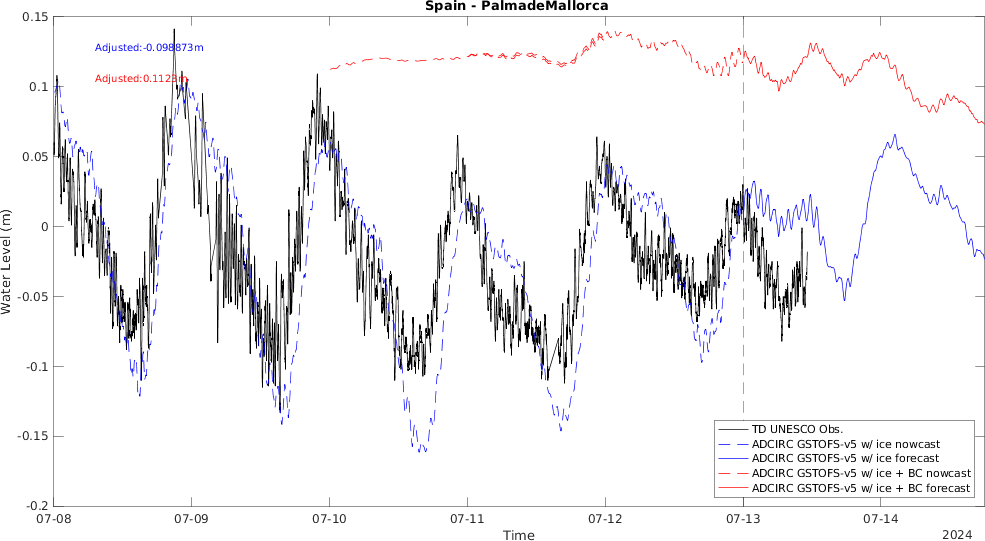 Spain - PalmadeMallorca
0.15
0.1
0.05
0
-0.05
-0.1
-0.15
-0.2
Water Level (m)
Adjusted:-0.098873m
Adjusted:0.1123m
TD UNESCO Obs.
ADCIRC GSTOFS-v5 w/ ice nowcast
ADCIRC GSTOFS-v5 w/ ice forecast
ADCIRC GSTOFS-v5 w/ ice + BC nowcast
ADCIRC GSTOFS-v5 w/ ice + BC forecast
07-08 07-09 07-10 07-11 07-12 07-13 07-14
Time
2024